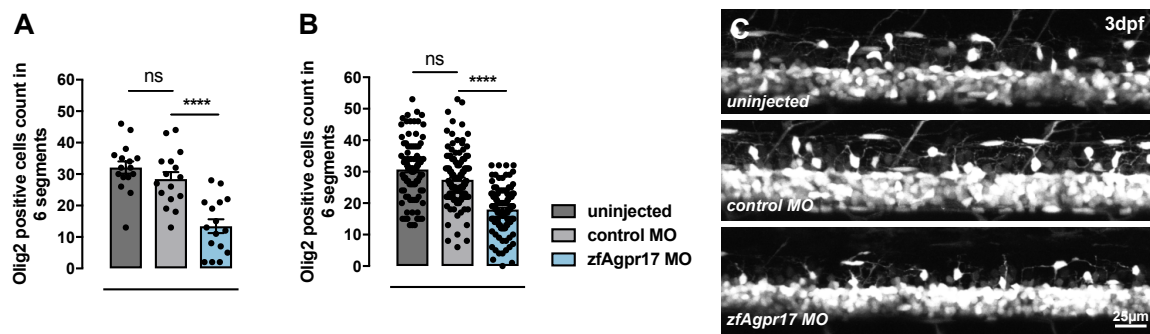 A
Olig2 positive cells count in
6 segments
60
50
40
30
20
10
0
ns
****
B
Olig2 positive cells count in
6 segments
60
50
40
30
20
10
0
ns
****
uninjected
control MO
zfAgpr17 MO
C
3dpf
uninjected
control MO
zfAgpr17 MO
25μm